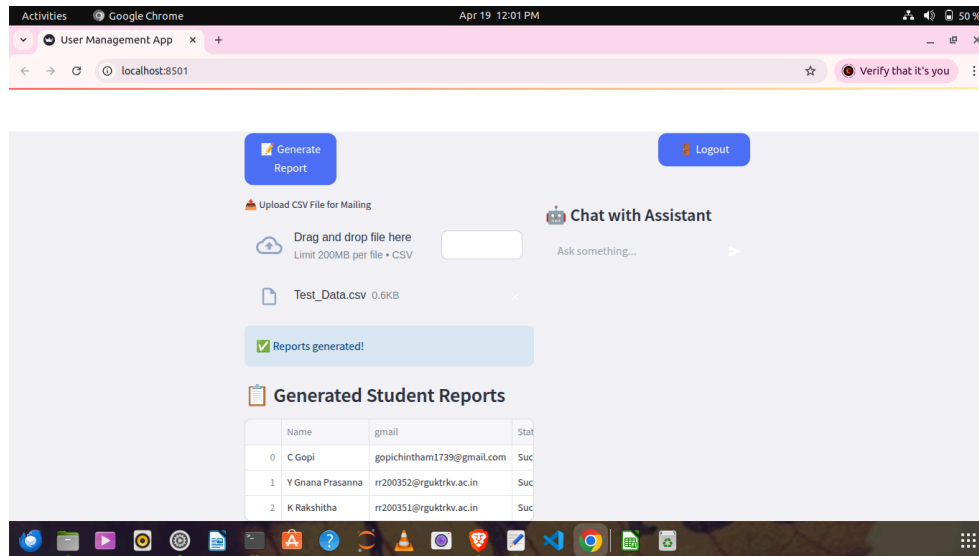 Activities Google Chrome Apr 19 12:01 PM 50 %
User Management App
localhost:8501 Verify that it's you
Generate
Report
Logout
Upload CSV File for Mailing
Chat with Assistant
Drag and drop file here
Limit 200MB per file • CSV
Ask something...
Test_Data.csv 0.6KB
Reports generated!
Generated Student Reports
Name gmail Stat
0 C Gopi gopichintham1739@gmail.com Suc
1 Y Gnana Prasanna rr200352@rguktrkv.ac.in Suc
2 K Rakshitha rr200351@rguktrkv.ac.in Suc